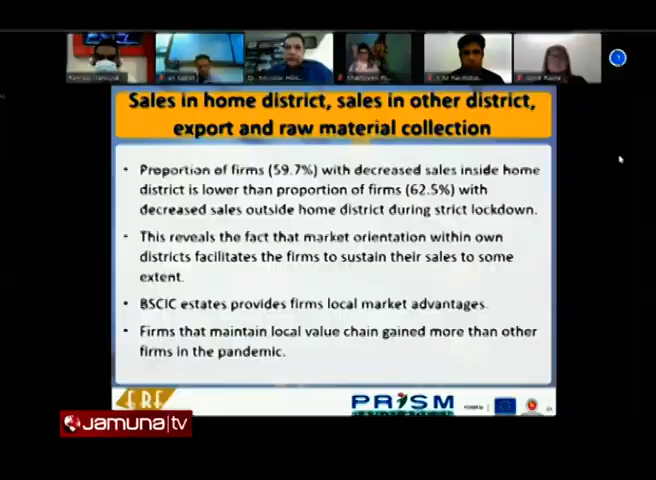 Sales in home district, sales in other district,
export and raw material collection
• Proportion of firms (59.7%) with decreased sales inside home
district is lower than proportion of firms (62.5%) with
decreased sales outside home district during strict lockdown.
• This reveals the fact that market orientation within own
districts facilitates the firms to sustain their sales to some
extent.
• BSCIC estates provides firms local market advantages.
• Firms that maintain local value chain gained more than other
firms in the pandemic.
ERF
PRISM
Jamuna|tv